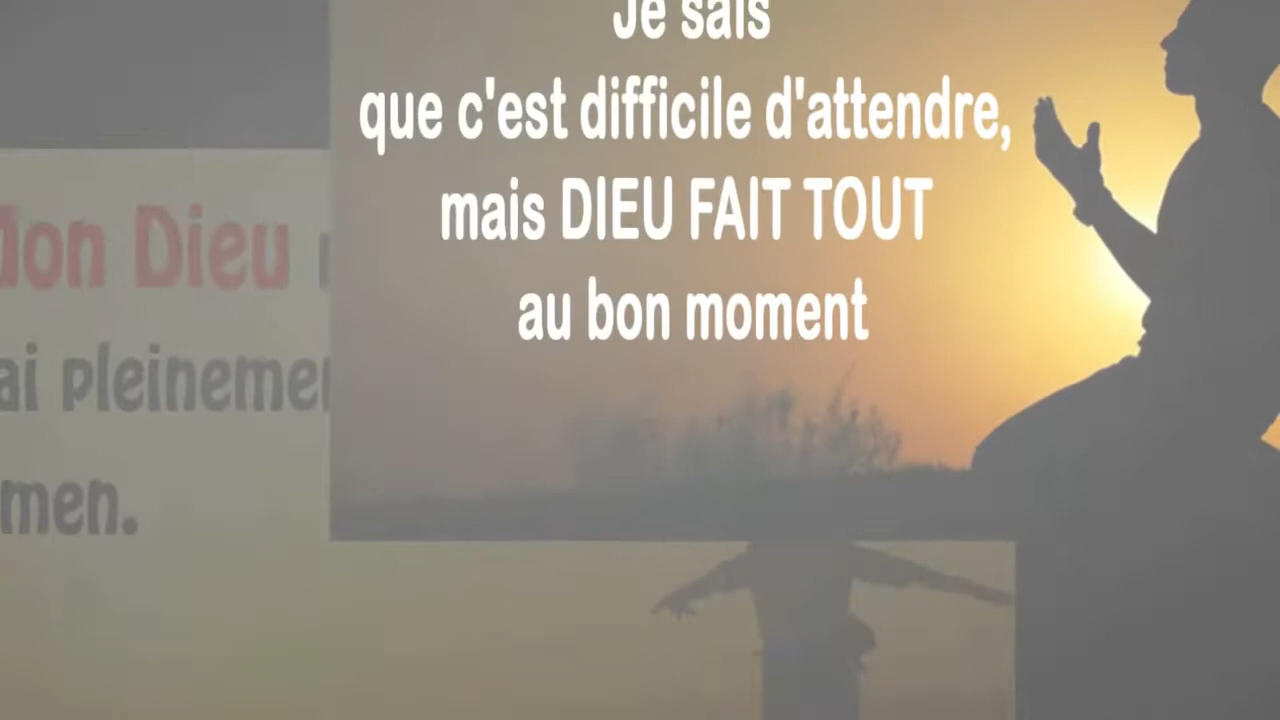 Je sais
que c'est difficile d'attendre,
mais DIEU FAIT TOUT
au bon moment
Mon Dieu
ai pleinemen
men.